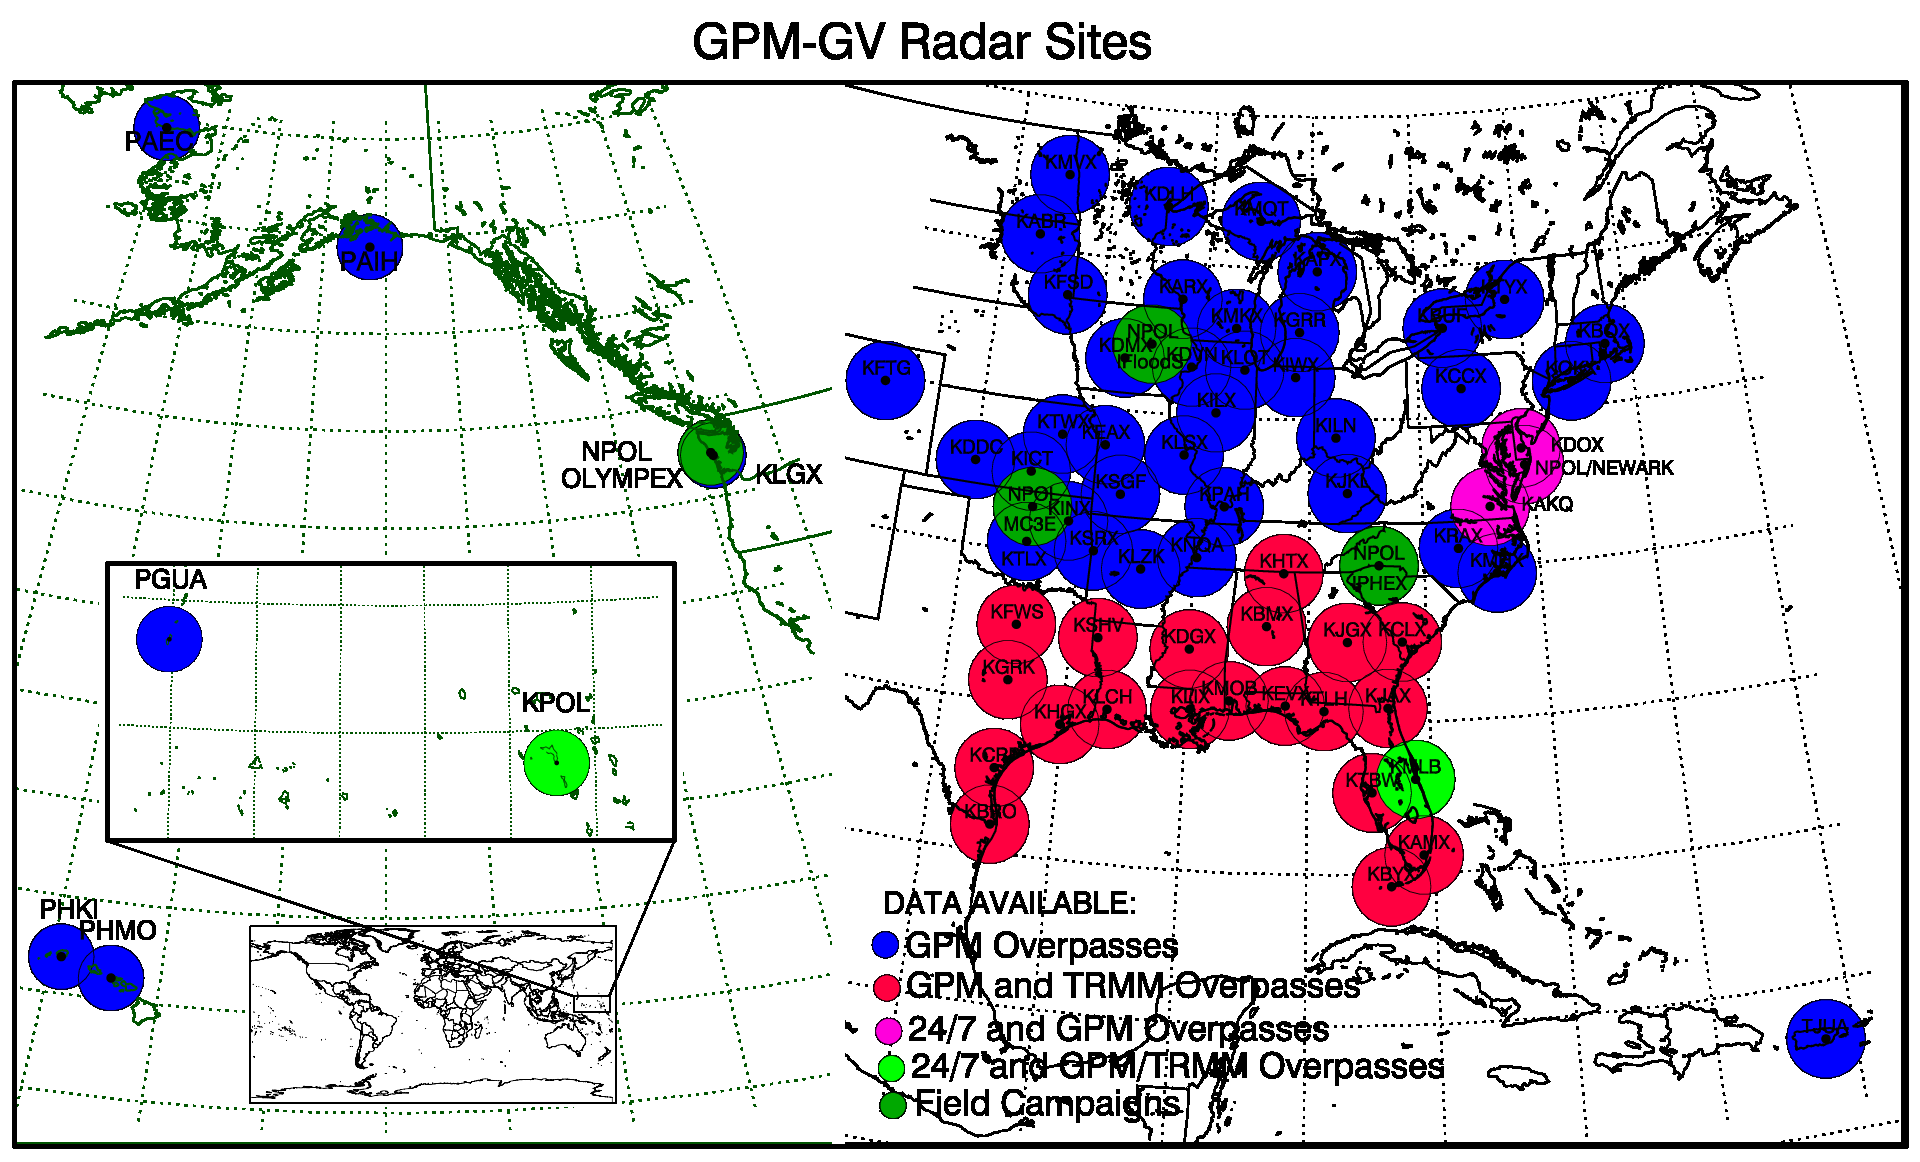 GPM-GV Radar Sites
PAEC
PAIH
NPOL
OLYMPEX
KLGX
PGUA
KPOL
PHKI
PHMO
KMVX
KDLH
KMQT
KABR
KAPX
KFSD
KARX
KTYX
KMKX
KGRR
KBUF
KBOX
NPOL
KDMX
IFloodS
KDVN
KLOT
KIWX
KFTG
KCCX
KOKX
KILX
KTWX
KEAX
KLSX
KILN
KDDC
KICT
KDOX
NPOL/NEWARK
KSGF
KPAH
KJKL
NPOL
KINX
MC3E
KAKQ
KTLX
KSRX
KLZK
KNQA
KRAX
KMHX
KHTX
NPOL
IPHEX
KFWS
KSHV
KDGX
KBMX
KJGX
KCLX
KGRK
KHGX
KLCH
KLIX
KMOB
KEVX
KTLH
KJAX
KCRP
KBRO
KTBW
KMLB
KAMX
KBYX
TJUA
DATA AVAILABLE:
GPM Overpasses
GPM and TRMM Overpasses
24/7 and GPM Overpasses
24/7 and GPM/TRMM Overpasses
Field Campaigns